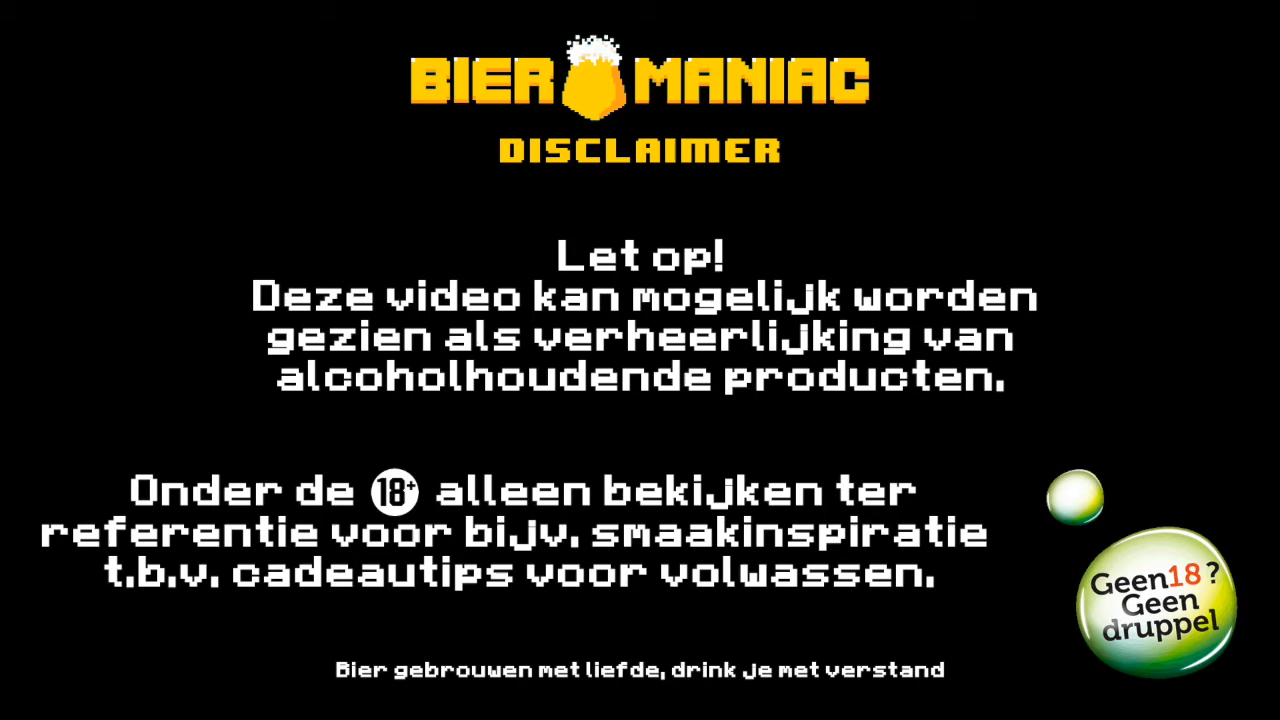 BIER MANIAC
DISCLAIMER
Let op!
Deze video kan mogelijk worden
gezien als verheerlijking van
alcoholhoudende producten.
Onder de 18+ alleen bekijken ter
referentie voor bijv. smaakinspiratie
t.b.v. cadeautips voor volwassen.
Geen18?
Geen
druppel
Bier gebrouwen met liefde, drink je met verstand